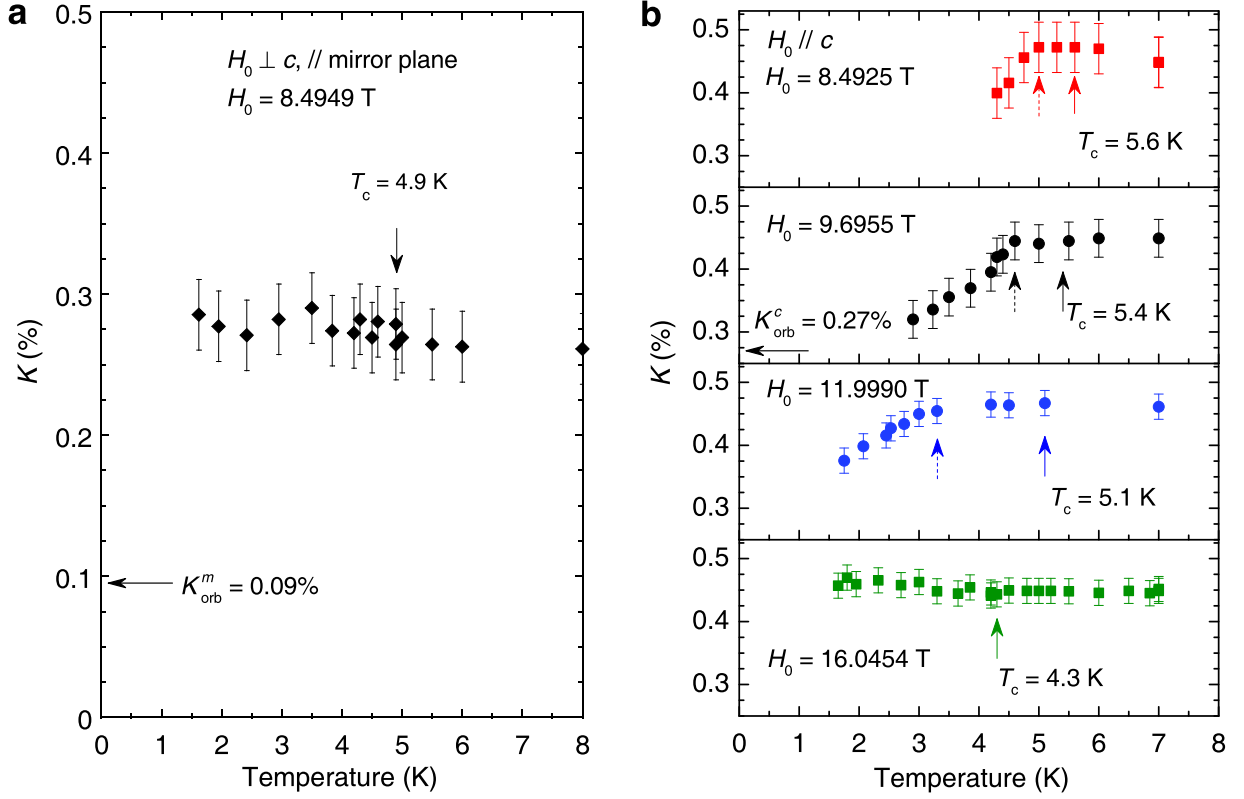 a
H0 ⊥ c, // mirror plane
H0 = 8.4949 T
Tc = 4.9 K
K^m_orb = 0.09%
0.5
0.4
0.3
0.2
0.1
0
K (%)
0 1 2 3 4 5 6 7 8
Temperature (K)
b
H0 // c
H0 = 8.4925 T
Tc = 5.6 K
0.5
0.4
0.3
H0 = 9.6955 T
Tc = 5.4 K
K^c_orb = 0.27%
0.5
0.4
0.3
H0 = 11.9990 T
Tc = 5.1 K
0.5
0.4
0.3
H0 = 16.0454 T
Tc = 4.3 K
0.5
0.4
0.3
K (%)
0 1 2 3 4 5 6 7 8
Temperature (K)